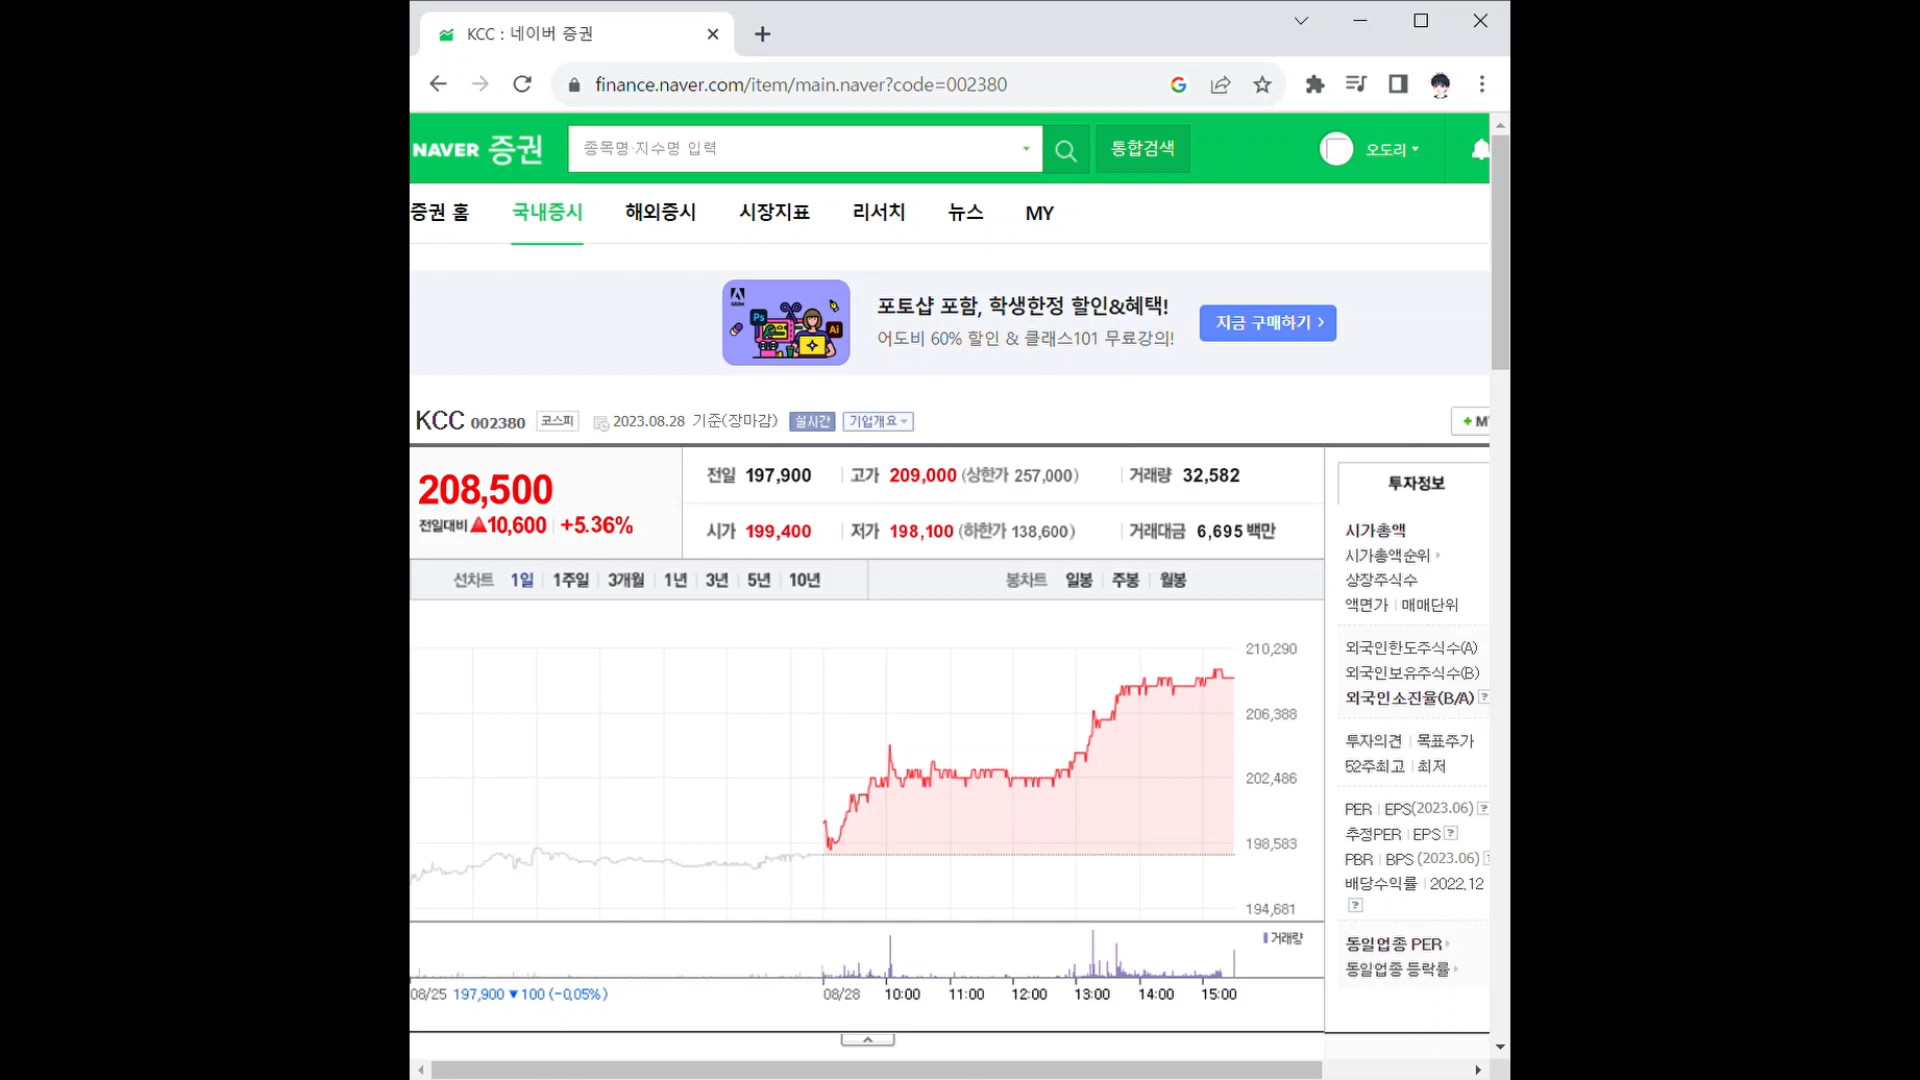 KCC : 네이버 증권
finance.naver.com/item/main.naver?code=002380
NAVER 증권
종목명·지수명 입력
통합검색
오도리
증권 홈 국내증시 해외증시 시장지표 리서치 뉴스 MY
포토샵 포함, 학생한정 할인&혜택!
어도비 60% 할인 & 클래스101 무료강의!
지금 구매하기
Ps
Ai
KCC 002380 코스피 2023.08.28 기준(장마감) 실시간 기업개요
208,500
전일대비 ▲10,600 +5.36%
전일 197,900 고가 209,000 (상한가 257,000) 거래량 32,582
시가 199,400 저가 198,100 (하한가 138,600) 거래대금 6,695 백만
선차트 1일 1주일 3개월 1년 3년 5년 10년
봉차트 일봉 주봉 월봉
210,290
206,388
202,486
198,583
194,681
거래량
08/25 197,900 ▼100 (-0.05%)
08/28 10:00 11:00 12:00 13:00 14:00 15:00
투자정보
시가총액
시가총액순위
상장주식수
액면가 | 매매단위
외국인한도주식수(A)
외국인보유주식수(B)
외국인소진율(B/A) ?
투자의견 | 목표주가
52주최고 | 최저
PER | EPS(2023.06) ?
추정PER | EPS ?
PBR | BPS (2023.06) ?
배당수익률 | 2022.12
?
동일업종 PER
동일업종 등락률